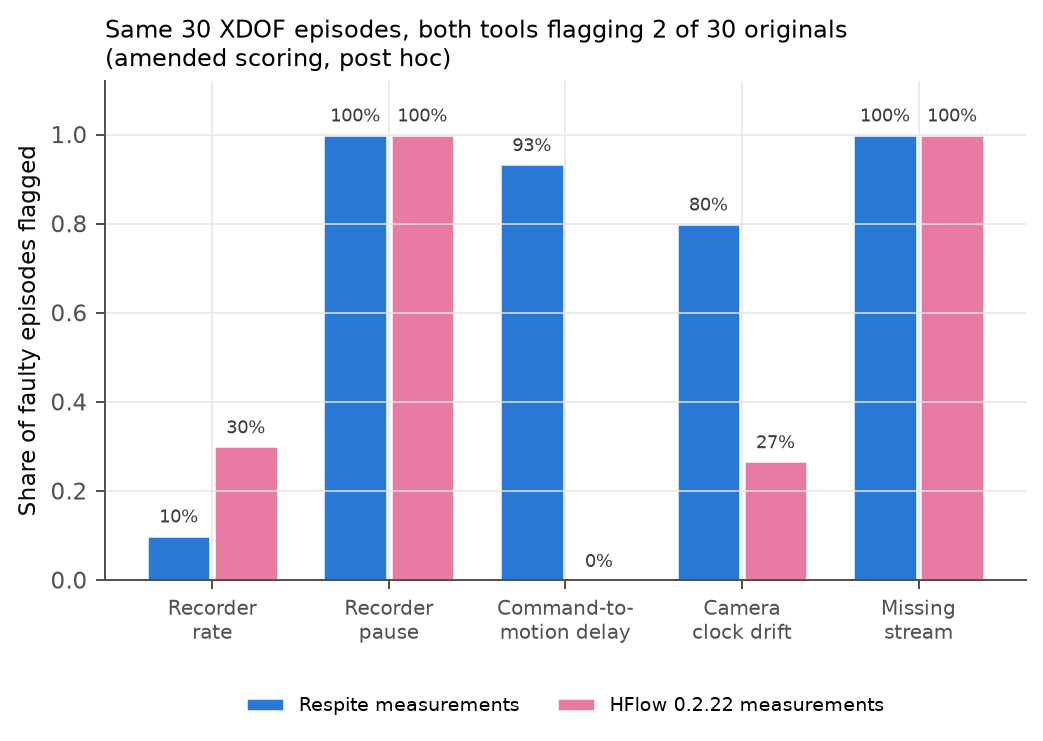 Same 30 XDOF episodes, both tools flagging 2 of 30 originals
(amended scoring, post hoc)
Share of faulty episodes flagged
1.0
0.8
0.6
0.4
0.2
0.0
10%
30%
100%
100%
93%
0%
80%
27%
100%
100%
Recorder
rate
Recorder
pause
Command-to-
motion delay
Camera
clock drift
Missing
stream
Respite measurements
HFlow 0.2.22 measurements